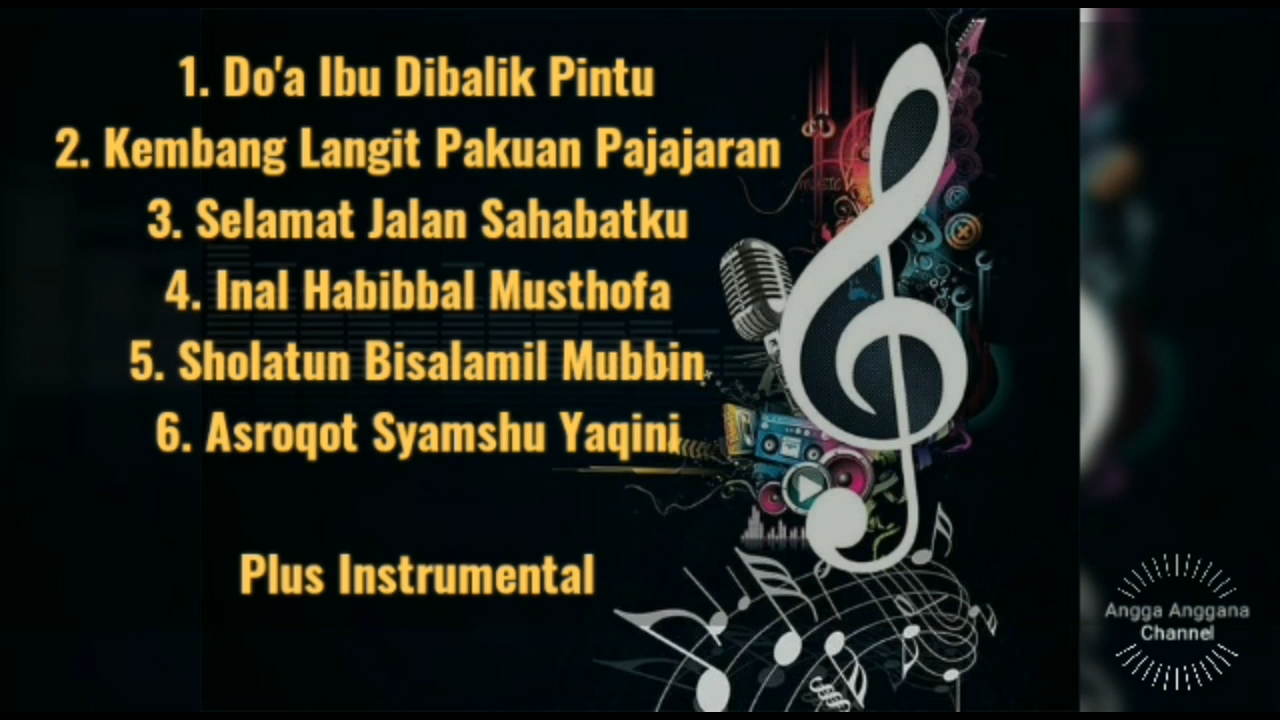 1. Do'a Ibu Dibalik Pintu
2. Kembang Langit Pakuan Pajajaran
3. Selamat Jalan Sahabatku
4. Inal Habibbal Musthofa
5. Sholatun Bisalamil Mubbin
6. Asroqot Syamshu Yaqini
Plus Instrumental
MUSIC
Angga Anggana
Channel